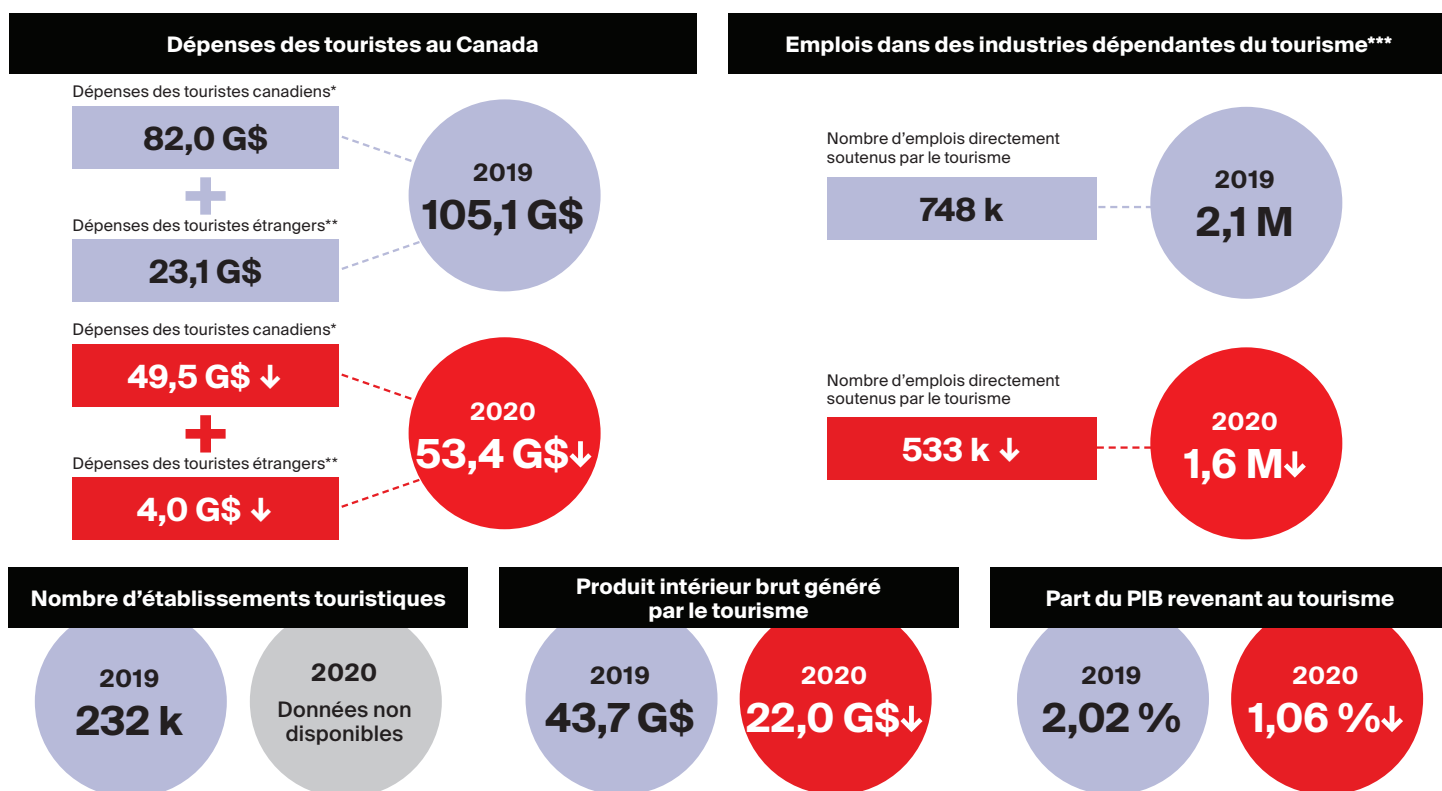 Dépenses des touristes au Canada
Dépenses des touristes canadiens*
82,0 G$
+
Dépenses des touristes étrangers**
23,1 G$
2019
105,1 G$
Dépenses des touristes canadiens*
49,5 G$ ↓
+
Dépenses des touristes étrangers**
4,0 G$ ↓
2020
53,4 G$↓
Emplois dans des industries dépendantes du tourisme***
Nombre d’emplois directement
soutenus par le tourisme
748 k
2019
2,1 M
Nombre d’emplois directement
soutenus par le tourisme
533 k ↓
2020
1,6 M↓
Nombre d’établissements touristiques
2019
232 k
2020
Données non
disponibles
Produit intérieur brut généré
par le tourisme
2019
43,7 G$
2020
22,0 G$↓
Part du PIB revenant au tourisme
2019
2,02 %
2020
1,06 %↓